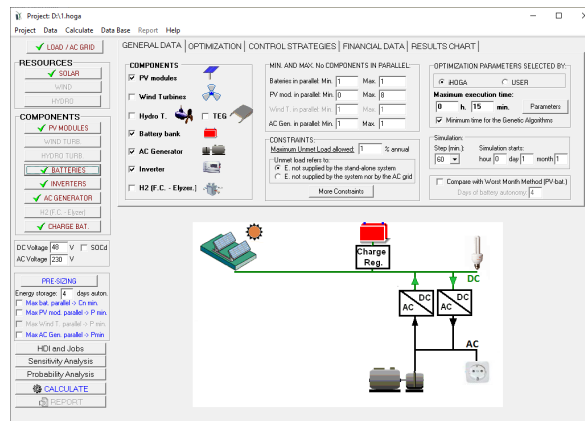 Project: D:\1.hoga
Project Data Calculate Data Base Report Help
LOAD / AC GRID
RESOURCES
SOLAR
WIND
HYDRO
COMPONENTS
PV MODULES
WIND TURB.
HYDRO TURB.
BATTERIES
INVERTERS
AC GENERATOR
H2 (F.C. - Elyzer)
CHARGE BAT.
DC Voltage 48 V SOCd
AC Voltage 230 V
PRE-SIZING
Energy storage: 4 days auton.
Max bat. parallel -> Cn min.
Max PV mod. parallel -> P min.
Max Wind T. parallel -> P min.
Max AC Gen. parallel -> Pmin
HDI and Jobs
Sensitivity Analysis
Probability Analysis
CALCULATE
REPORT
GENERAL DATA OPTIMIZATION CONTROL STRATEGIES FINANCIAL DATA RESULTS CHART
COMPONENTS
PV modules
Wind Turbines
Hydro T. TEG
Battery bank
AC Generator
Inverter
H2 (F.C. - Elyzer.)
MIN. AND MAX. No COMPONENTS IN PARALLEL:
Bateries in parallel: Min. 1 Max. 1
PV mod. in parallel: Min. 0 Max. 8
Wind T. in parallel: Min. 1 Max. 1
AC Gen. in parallel: Min. 1 Max. 1
CONSTRAINTS:
Maximum Unmet Load allowed: 1 % annual
Unmet load refers to:
E. not supplied by the stand-alone system
E. not supplied by the system nor by the AC grid
More Constraints
OPTIMIZATION PARAMETERS SELECTED BY:
iHOGA USER
Maximum execution time:
0 h. 15 min. Parameters
Minimum time for the Genetic Algorithms
Simulation:
Step (min.): Simulation starts:
60 hour 0 day 1 month 1
Compare with Worst Month Method (PV-bat.)
Days of battery autonomy: 4
Charge
Reg.
DC
DC
AC
DC
AC
AC